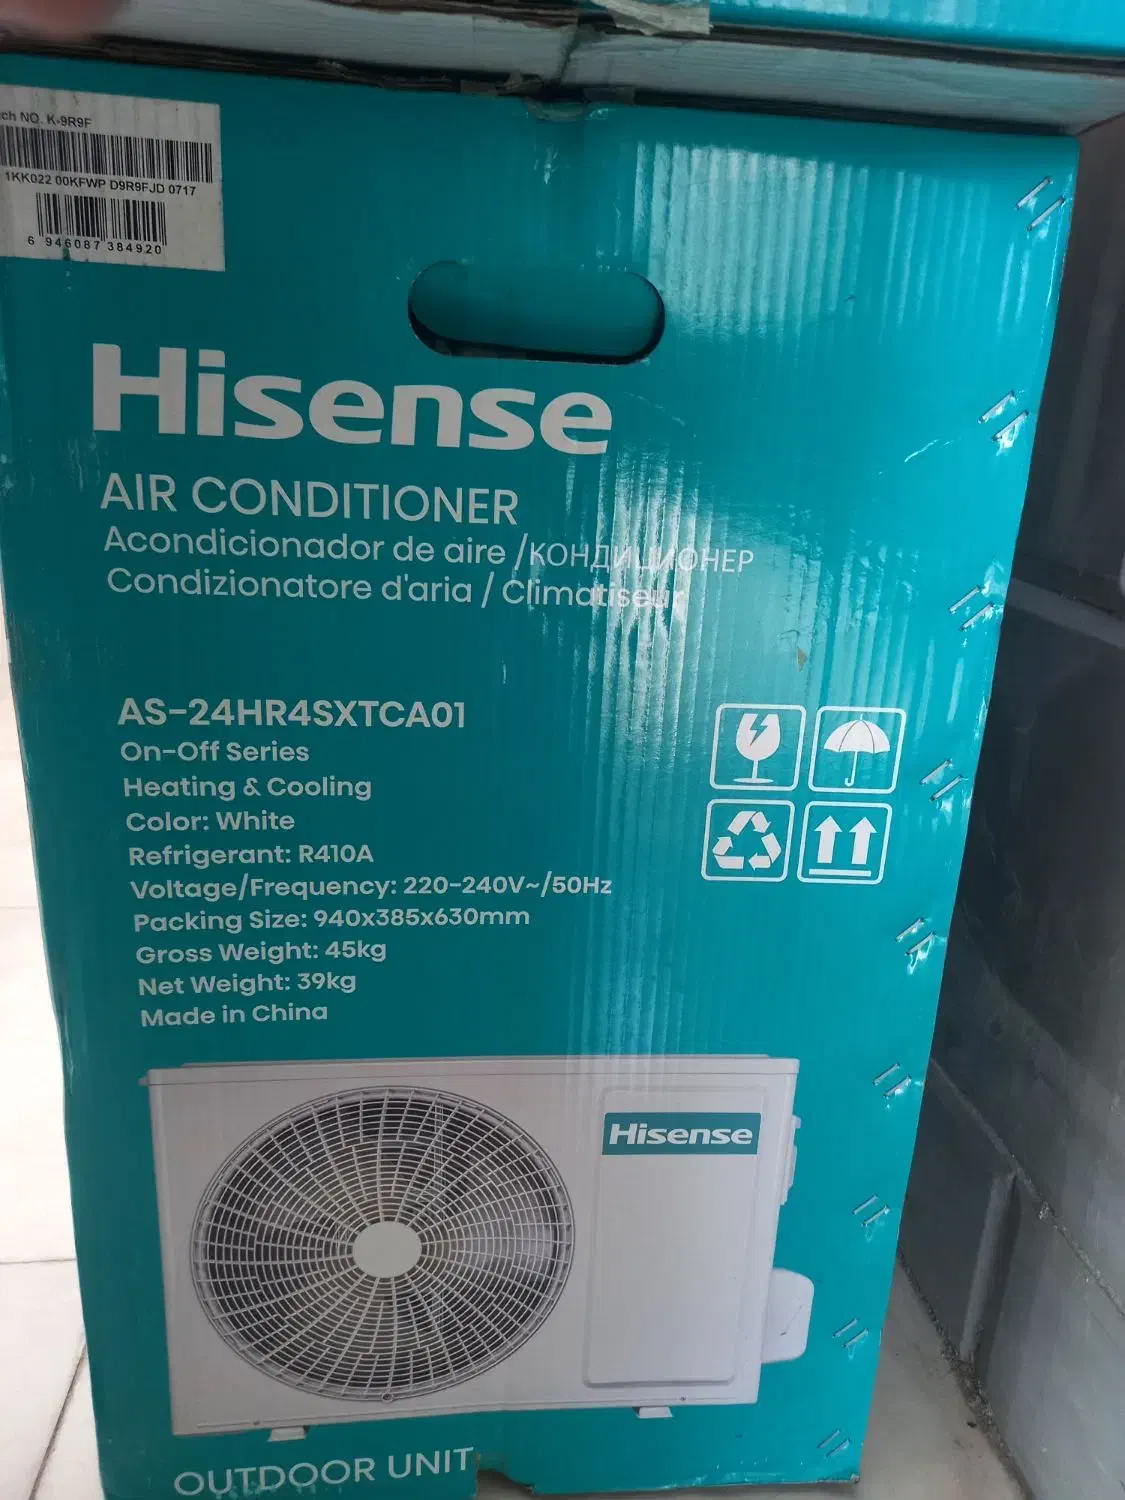 ch NO. K-9R9F
1KK022 00KFWP D9R9FJD 0717
6 946087 384920
Hisense
AIR CONDITIONER
Acondicionador de aire /КОНДИЦИОНЕР
Condizionatore d'aria / Climatiseur
AS-24HR4SXTCA01
On-Off Series
Heating & Cooling
Color: White
Refrigerant: R410A
Voltage/Frequency: 220-240V~/50Hz
Packing Size: 940x385x630mm
Gross Weight: 45kg
Net Weight: 39kg
Made in China
Hisense
OUTDOOR UNIT